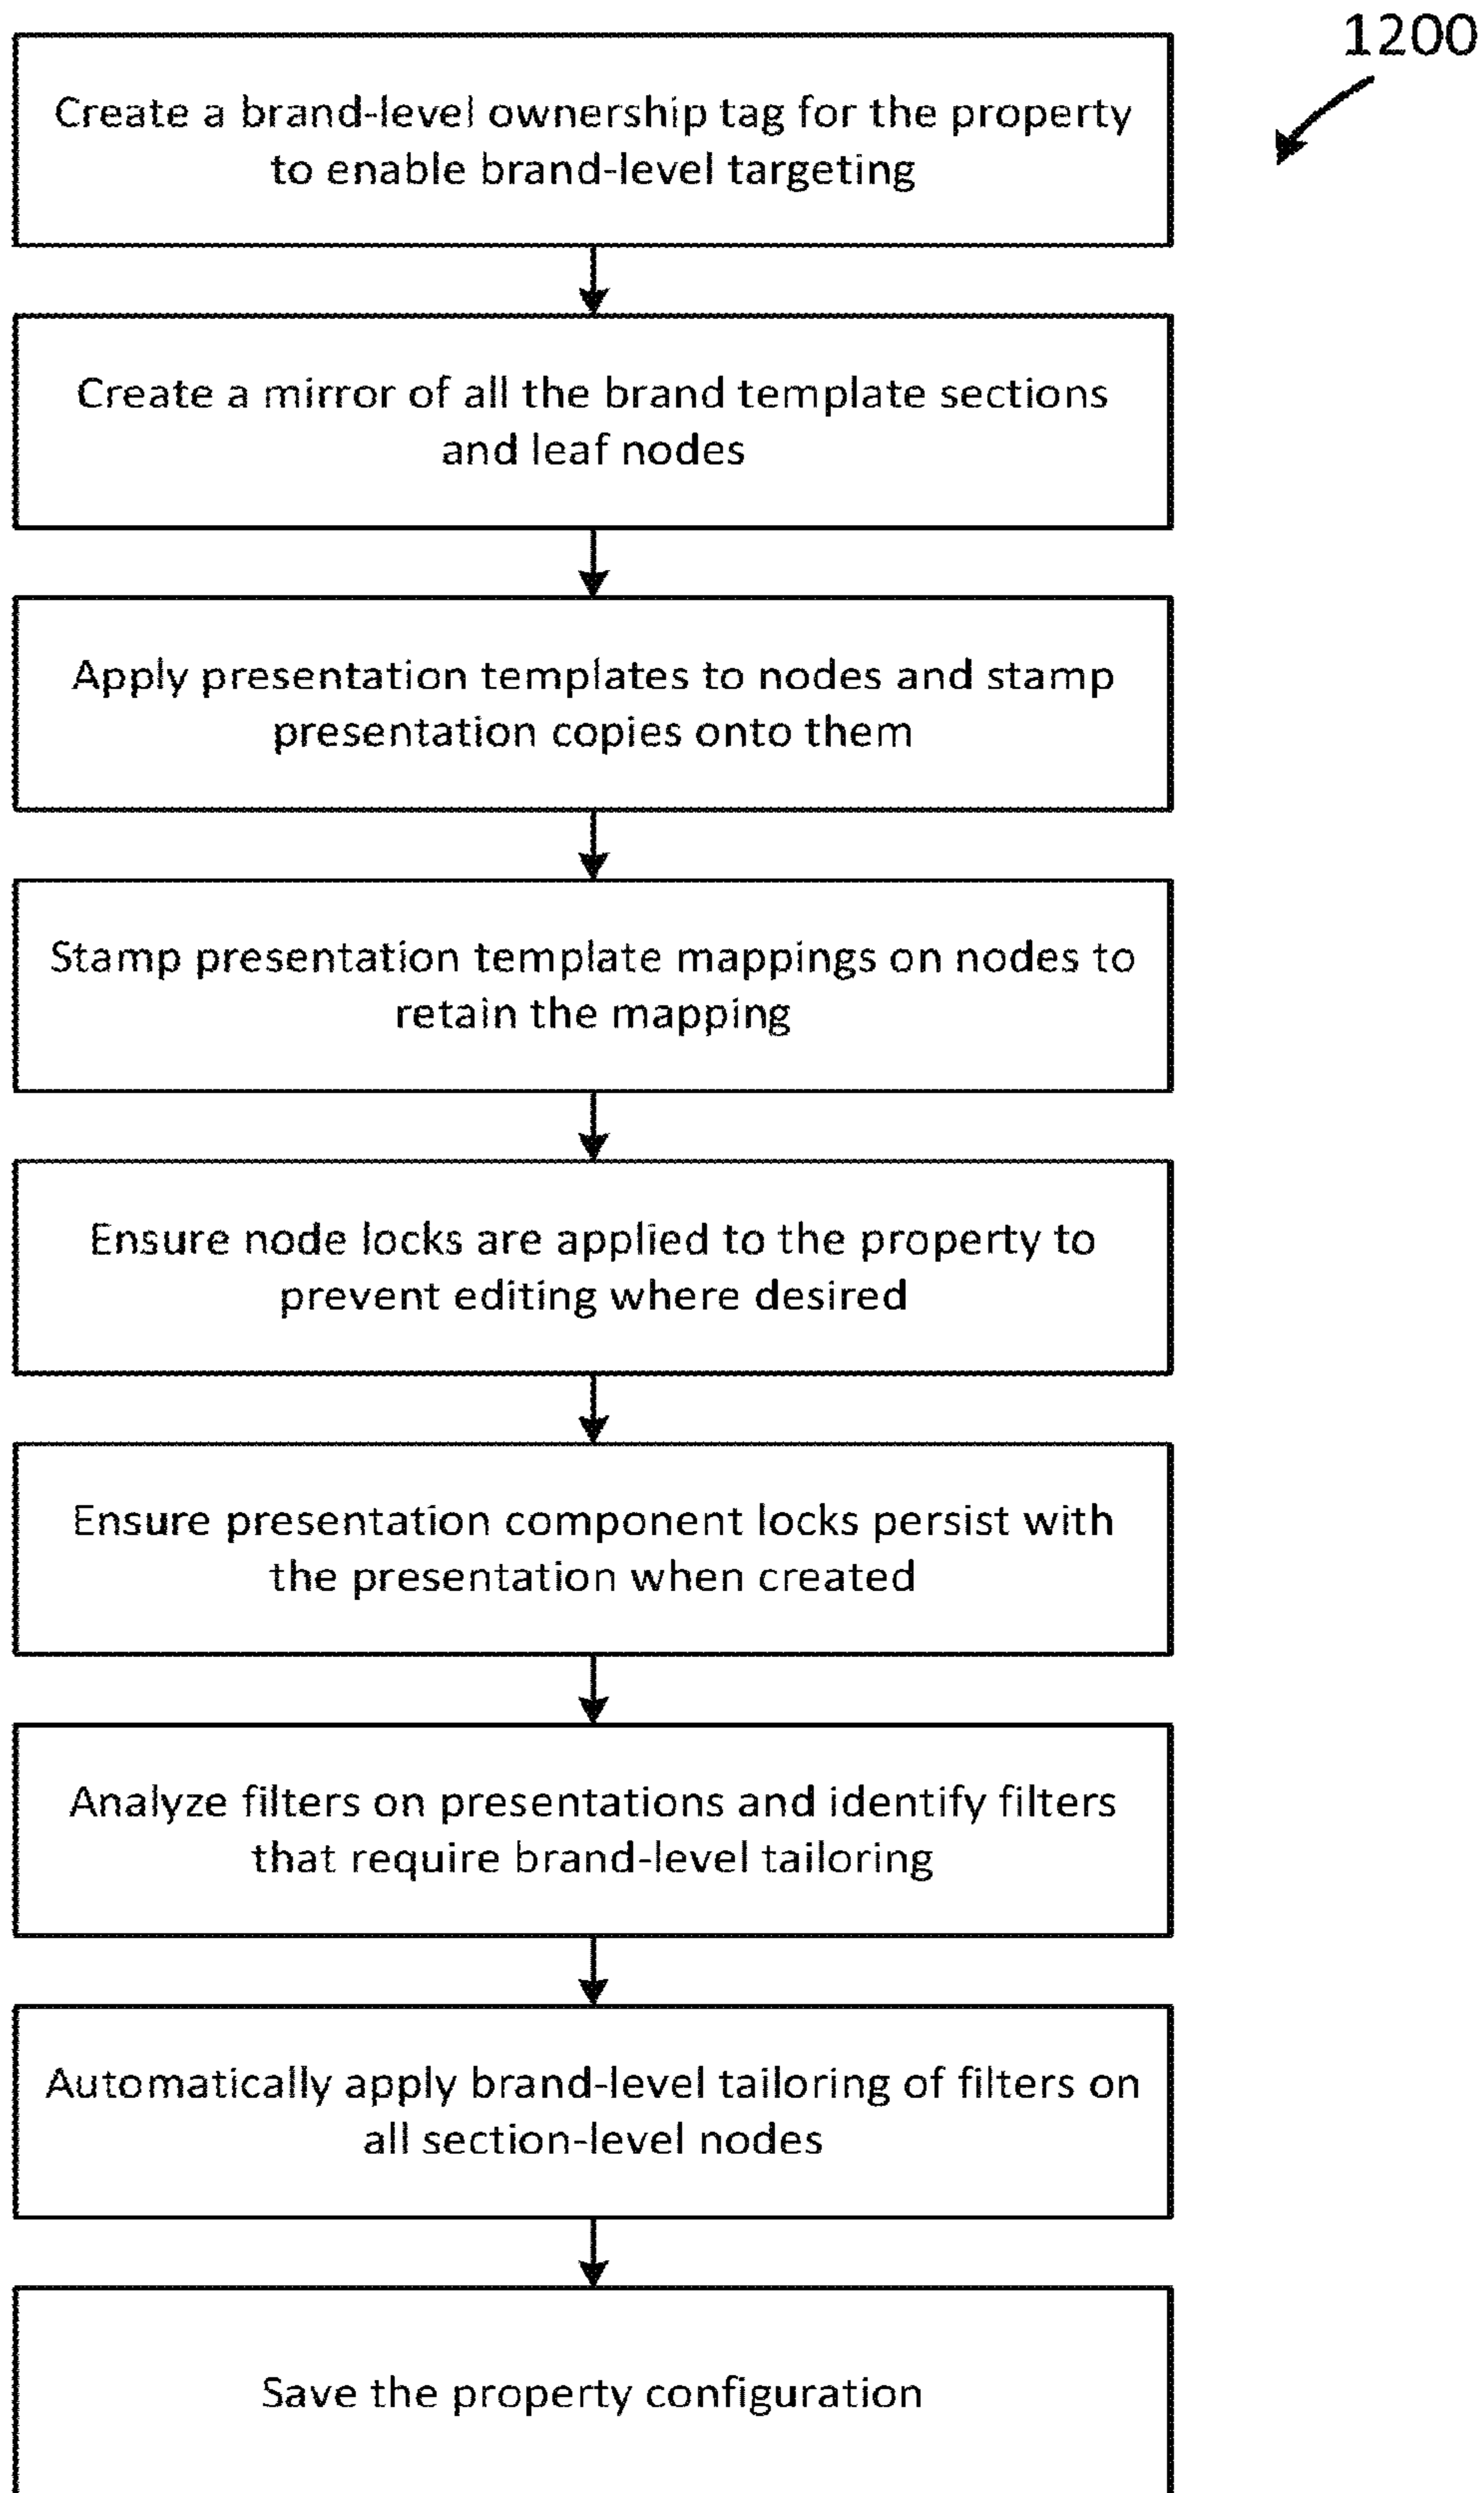 1200
Create a brand-level ownership tag for the property
to enable brand-level targeting
Create a mirror of all the brand template sections
and leaf nodes
Apply presentation templates to nodes and stamp
presentation copies onto them
Stamp presentation template mappings on nodes to
retain the mapping
Ensure node locks are applied to the property to
prevent editing where desired
Ensure presentation component locks persist with
the presentation when created
Analyze filters on presentations and identify filters
that require brand-level tailoring
Automatically apply brand-level tailoring of filters on
all section-level nodes
Save the property configuration